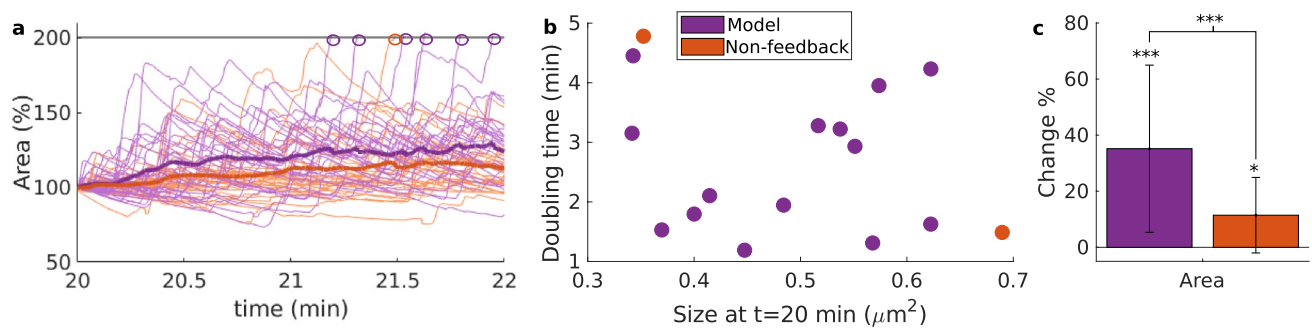 a
200
150
100
50
Area (%)
20
20.5
21
21.5
22
time (min)
b
5
4
3
2
1
Doubling time (min)
Model
Non-feedback
0.3
0.4
0.5
0.6
0.7
Size at t=20 min (μm²)
c
80
60
40
20
0
Change %
***
***
*
Area